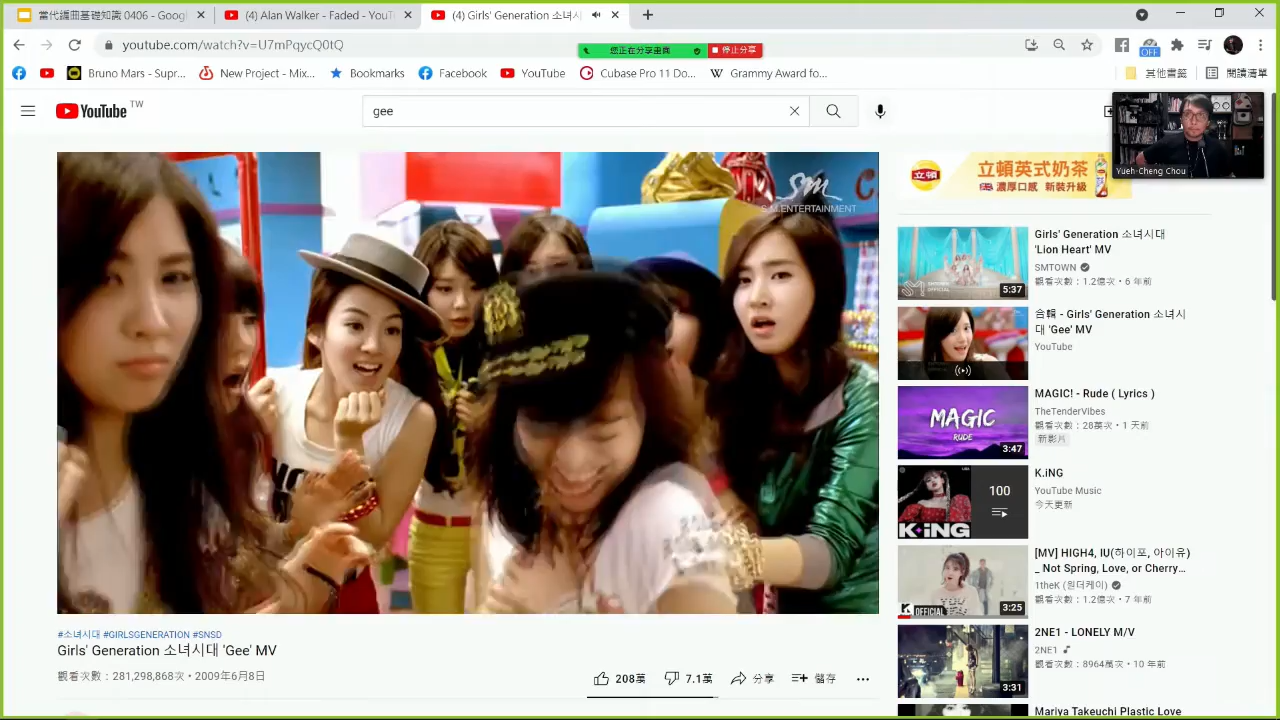 當代編曲基礎知識 0406 - Googl
(4) Alan Walker - Faded - YouT
(4) Girls' Generation 소녀시
youtube.com/watch?v=U7mPqycQ0tQ
您正在分享畫面
停止分享
OFF
Bruno Mars - Supr...
New Project - Mix...
Bookmarks
Facebook
YouTube
Cubase Pro 11 Do...
Grammy Award fo...
其他書籤
閱讀清單
YouTube TW
gee
Yueh-Cheng Chou
SM
S.M.ENTERTAINMENT
立頓
立頓英式奶茶
濃厚口感 新裝升級
Girls' Generation 소녀시대
'Lion Heart' MV
SMTOWN
觀看次數：1.2億次 • 6 年前
5:37
合輯 - Girls' Generation 소녀시
대 'Gee' MV
YouTube
MAGIC! - Rude ( Lyrics )
TheTenderVibes
觀看次數：28萬次 • 1 天前
新影片
MAGIC
RUDE
3:47
K.iNG
YouTube Music
今天更新
100
K+iNG
[MV] HIGH4, IU(하이포, 아이유)
_ Not Spring, Love, or Cherry...
1theK (원더케이)
觀看次數：1.2億次 • 7 年前
OFFICIAL
3:25
2NE1 - LONELY M/V
2NE1
觀看次數：8964萬次 • 10 年前
3:31
Mariya Takeuchi Plastic Love
#소녀시대 #GIRLSGENERATION #SNSD
Girls' Generation 소녀시대 'Gee' MV
觀看次數：281,298,868次 • 2009年6月8日
208萬
7.1萬
分享
儲存